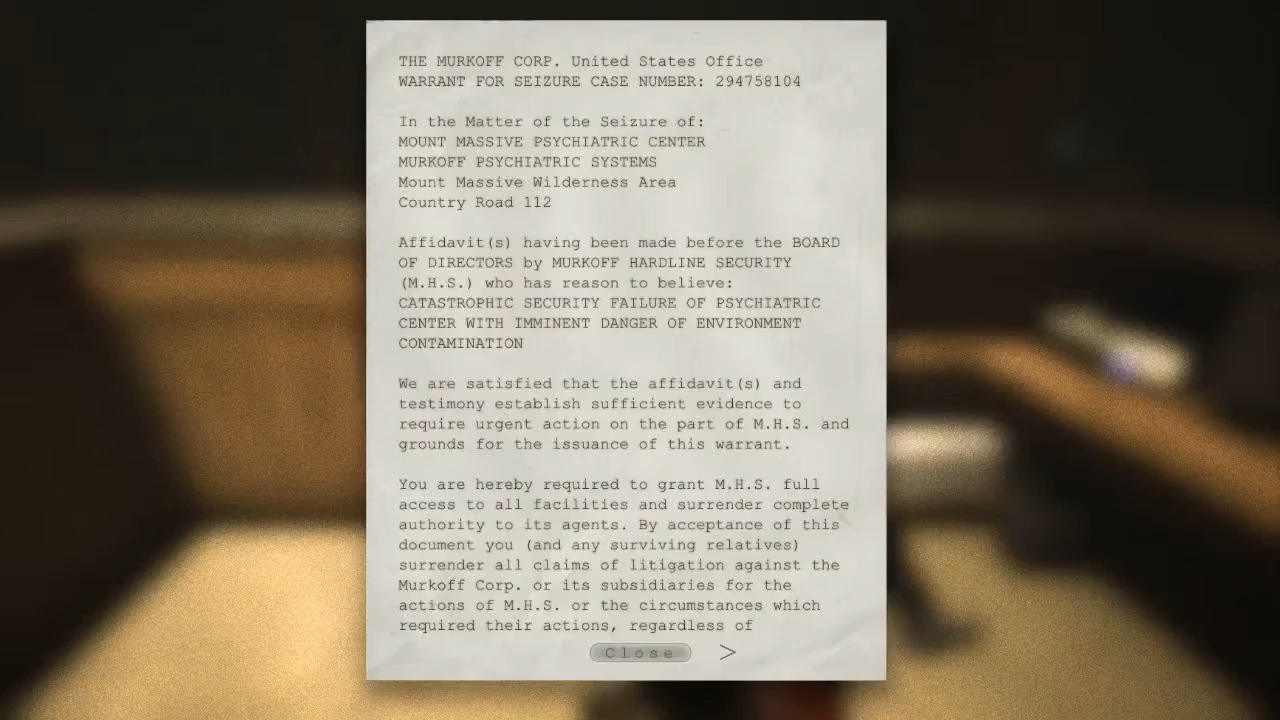 THE MURKOFF CORP. United States Office
WARRANT FOR SEIZURE CASE NUMBER: 294758104
In the Matter of the Seizure of:
MOUNT MASSIVE PSYCHIATRIC CENTER
MURKOFF PSYCHIATRIC SYSTEMS
Mount Massive Wilderness Area
Country Road 112
Affidavit(s) having been made before the BOARD
OF DIRECTORS by MURKOFF HARDLINE SECURITY
(M.H.S.) who has reason to believe:
CATASTROPHIC SECURITY FAILURE OF PSYCHIATRIC
CENTER WITH IMMINENT DANGER OF ENVIRONMENT
CONTAMINATION
We are satisfied that the affidavit(s) and
testimony establish sufficient evidence to
require urgent action on the part of M.H.S. and
grounds for the issuance of this warrant.
You are hereby required to grant M.H.S. full
access to all facilities and surrender complete
authority to its agents. By acceptance of this
document you (and any surviving relatives)
surrender all claims of litigation against the
Murkoff Corp. or its subsidiaries for the
actions of M.H.S. or the circumstances which
required their actions, regardless of
Close >